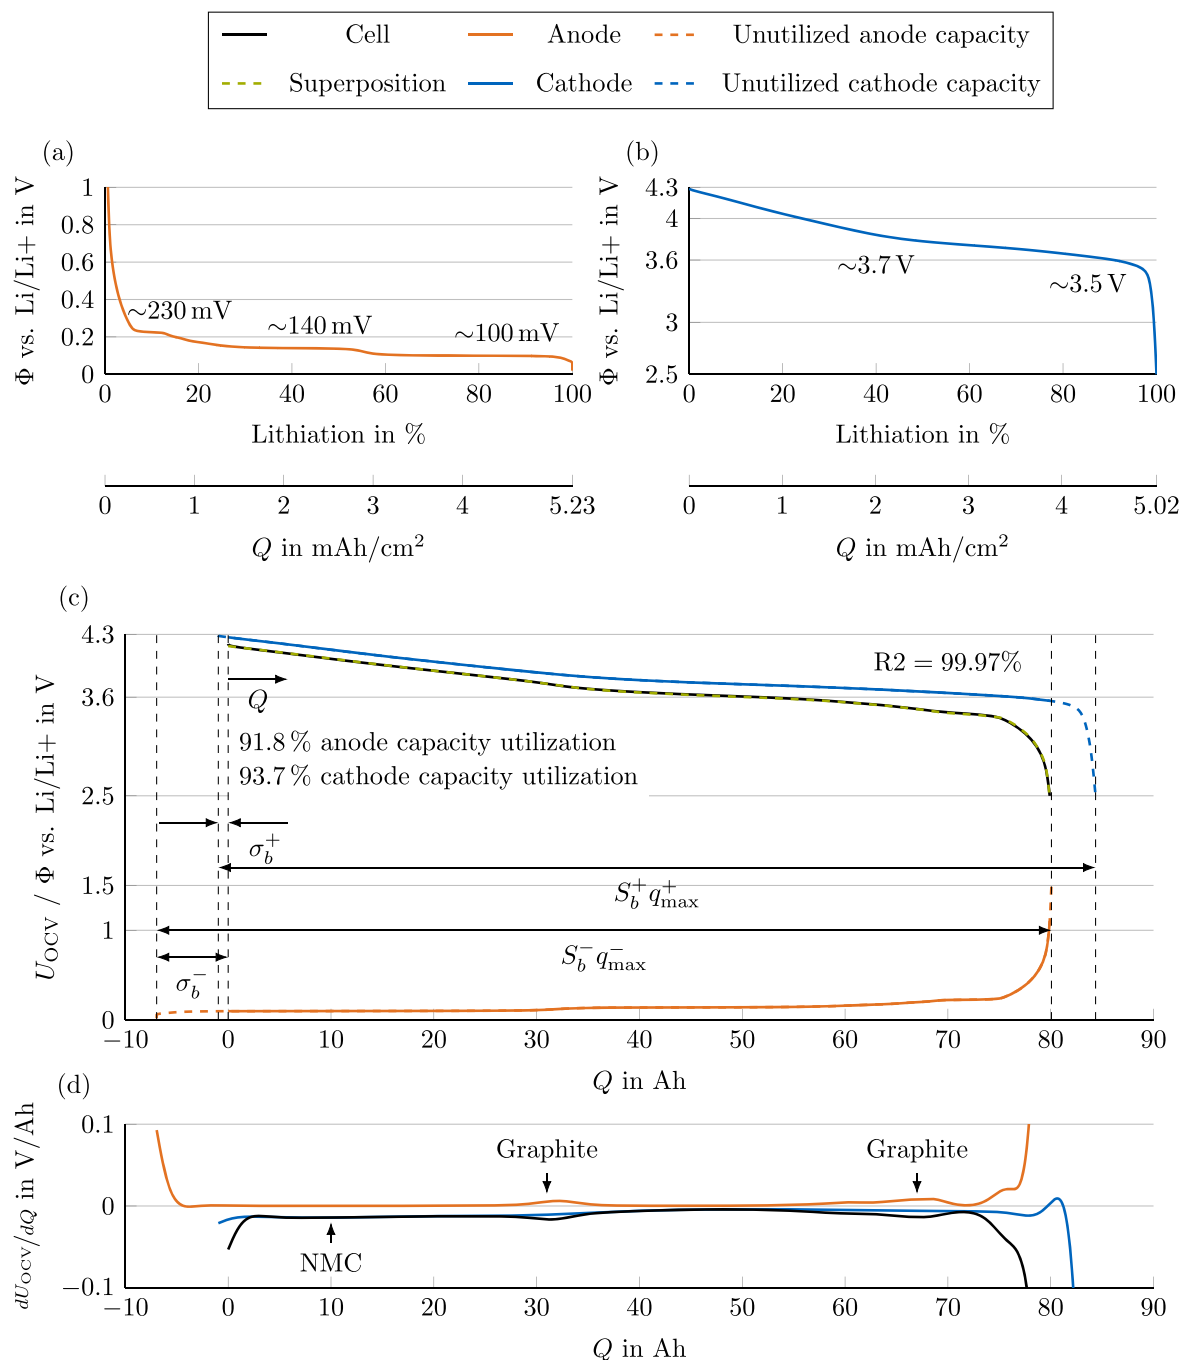 Cell Anode Unutilized anode capacity
Superposition Cathode Unutilized cathode capacity
(a)
Φ vs. Li/Li+ in V
1
0.8
0.6
0.4
0.2
0
∼230 mV
∼140 mV
∼100 mV
0 20 40 60 80 100
Lithiation in %
0 1 2 3 4 5.23
Q in mAh/cm²
(b)
Φ vs. Li/Li+ in V
4.3
4
3.6
3
2.5
∼3.7 V
∼3.5 V
0 20 40 60 80 100
Lithiation in %
0 1 2 3 4 5.02
Q in mAh/cm²
(c)
U_OCV / Φ vs. Li/Li+ in V
4.3
3.6
2.5
1.5
1
0
R2 = 99.97%
Q
91.8 % anode capacity utilization
93.7 % cathode capacity utilization
σ_b^+
S_b^+ q_max^+
S_b^- q_max^-
σ_b^-
−10 0 10 20 30 40 50 60 70 80 90
Q in Ah
(d)
dU_OCV/dQ in V/Ah
0.1
0
−0.1
Graphite Graphite
NMC
−10 0 10 20 30 40 50 60 70 80 90
Q in Ah